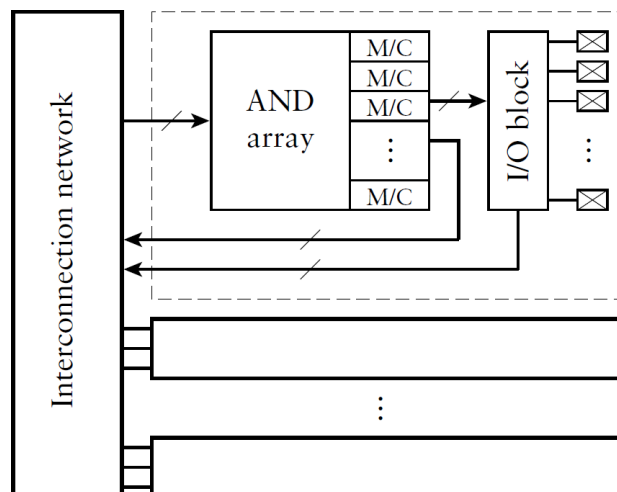 Interconnection network
AND
array
M/C
M/C
M/C
⋮
M/C
I/O block
⋮
⋮